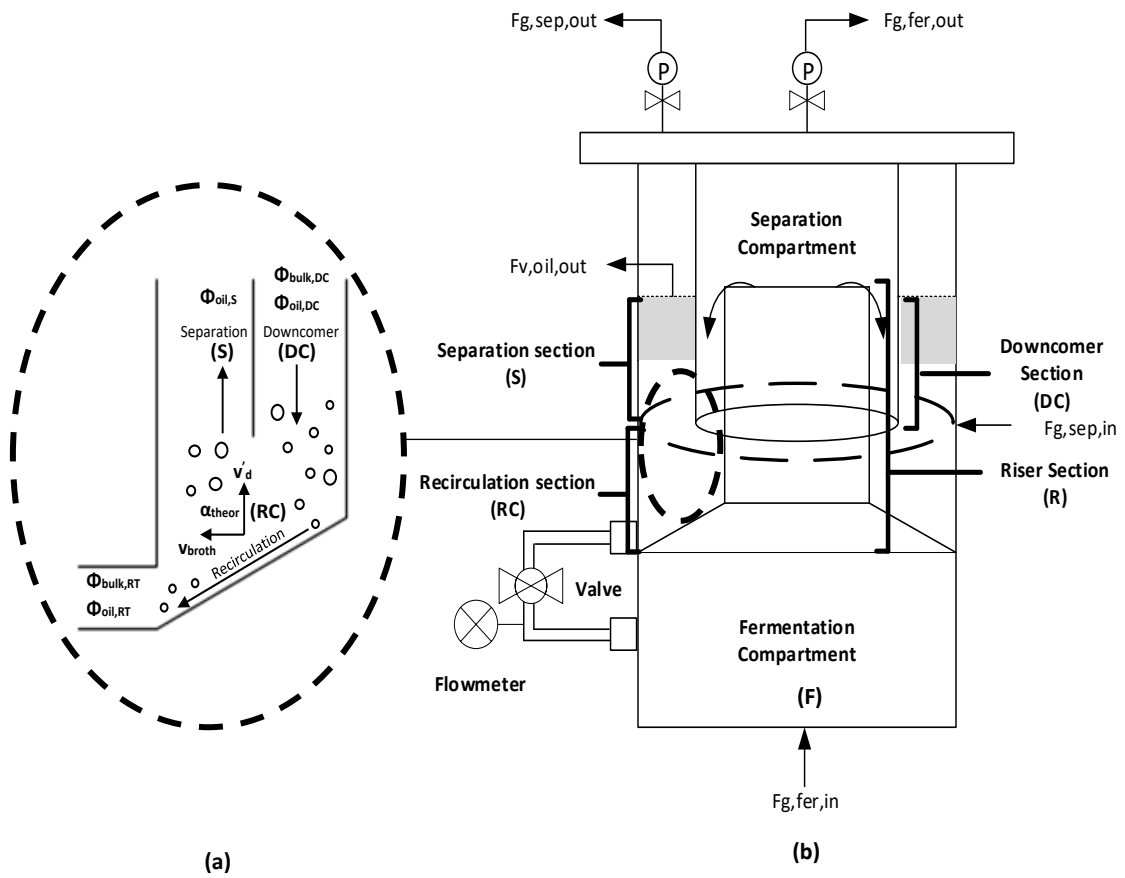 Fg,sep,out
Fg,fer,out
P
P
Separation
Compartment
Fv,oil,out
Φbulk,DC
Φoil,S
Φoil,DC
Separation
(S)
Downcomer
(DC)
Separation section
(S)
Downcomer
Section
(DC)
Fg,sep,in
v'd
Recirculation section
(RC)
Riser Section
(R)
αtheor
(RC)
vbroth
Recirculation
Φbulk,RT
Φoil,RT
Valve
Fermentation
Compartment
(F)
Flowmeter
Fg,fer,in
(a)
(b)